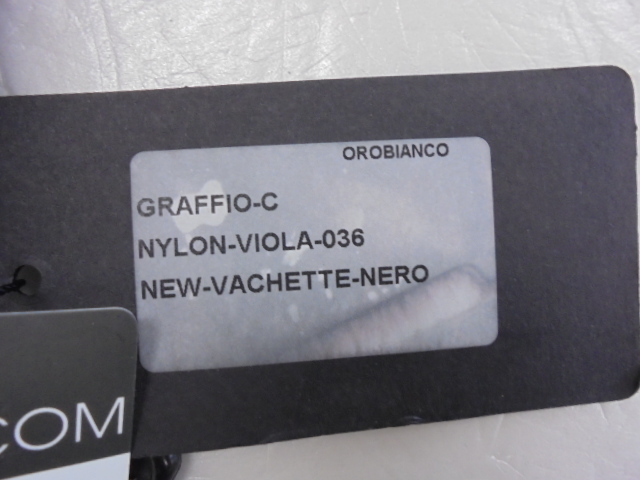 OROBIANCO
GRAFFIO-C
NYLON-VIOLA-036
NEW-VACHETTE-NERO
.COM